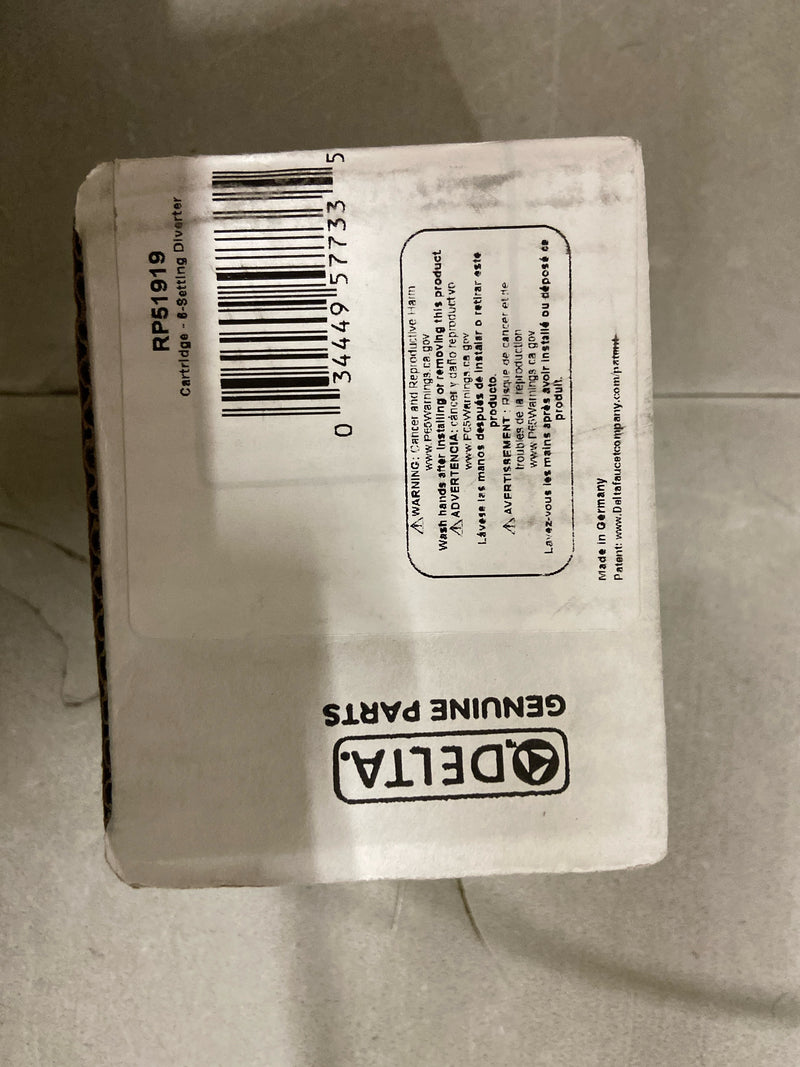 RP51919
Cartridge - 6-Setting Diverter
0 34449 57733 5
⚠WARNING: Cancer and Reproductive Harm
www.P65Warnings.ca.gov
Wash hands after installing or removing this product
⚠ADVERTENCIA: cáncer y daño reproductivo
www.P65Warnings.ca.gov
Lávese las manos después de instalar o retirar este
producto.
⚠AVERTISSEMENT : Risque de cancer et de
troubles de la reproduction
www.P65Warnings.ca.gov
Lavez-vous les mains après avoir installé ou déposé ce
produit.
Made in Germany
Patent: www.Deltafaucetcompany.com/patent
DELTA.
GENUINE PARTS